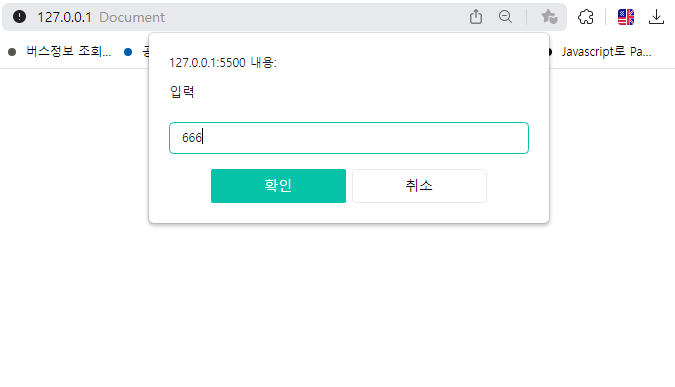 127.0.0.1 Document
버스정보 조회...
Javascript로 Pa...
127.0.0.1:5500 내용:
입력
666
확인 취소